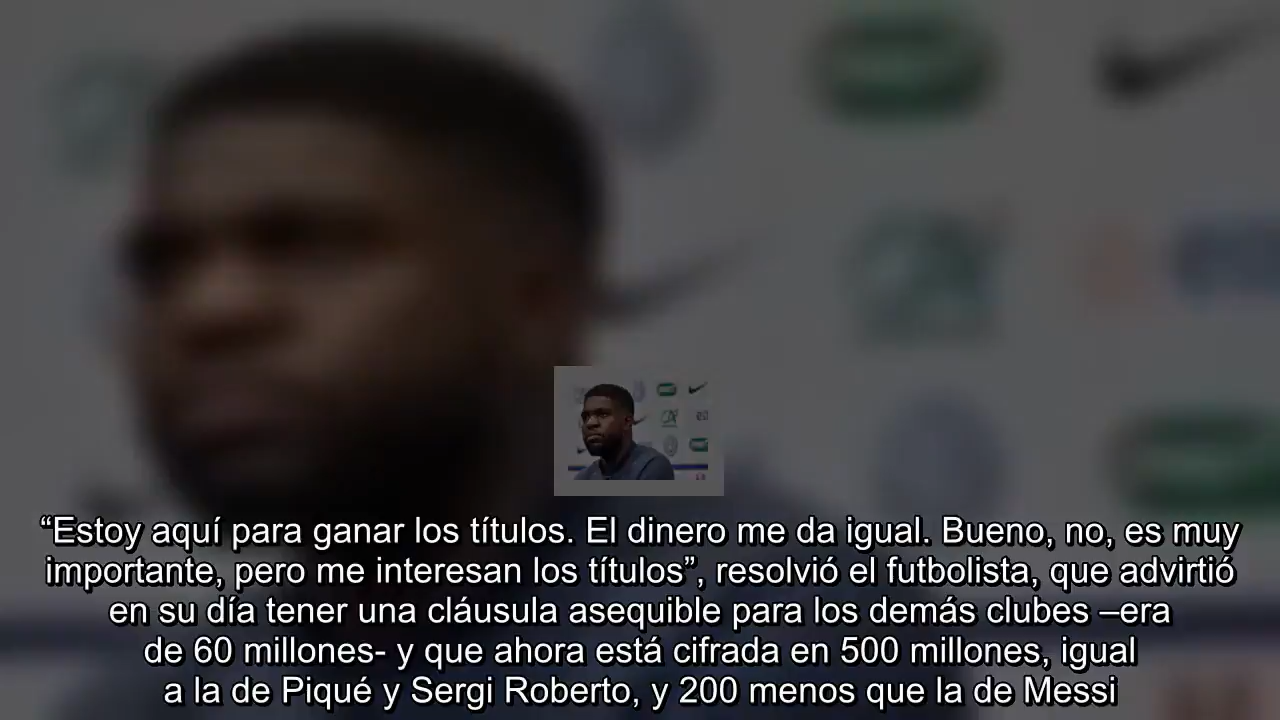 “Estoy aquí para ganar los títulos. El dinero me da igual. Bueno, no, es muy
importante, pero me interesan los títulos”, resolvió el futbolista, que advirtió
en su día tener una cláusula asequible para los demás clubes –era
de 60 millones- y que ahora está cifrada en 500 millones, igual
a la de Piqué y Sergi Roberto, y 200 menos que la de Messi